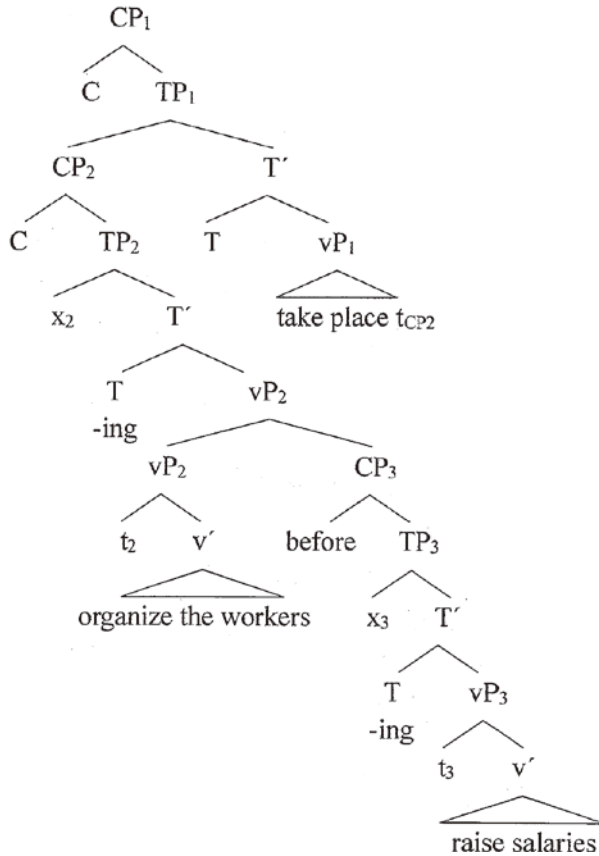 CP₁
C TP₁
CP₂ T′
C TP₂ T vP₁
x₂ T′ take place t_CP2
T vP₂
-ing
vP₂ CP₃
t₂ v′ before TP₃
organize the workers x₃ T′
T vP₃
-ing
t₃ v′
raise salaries